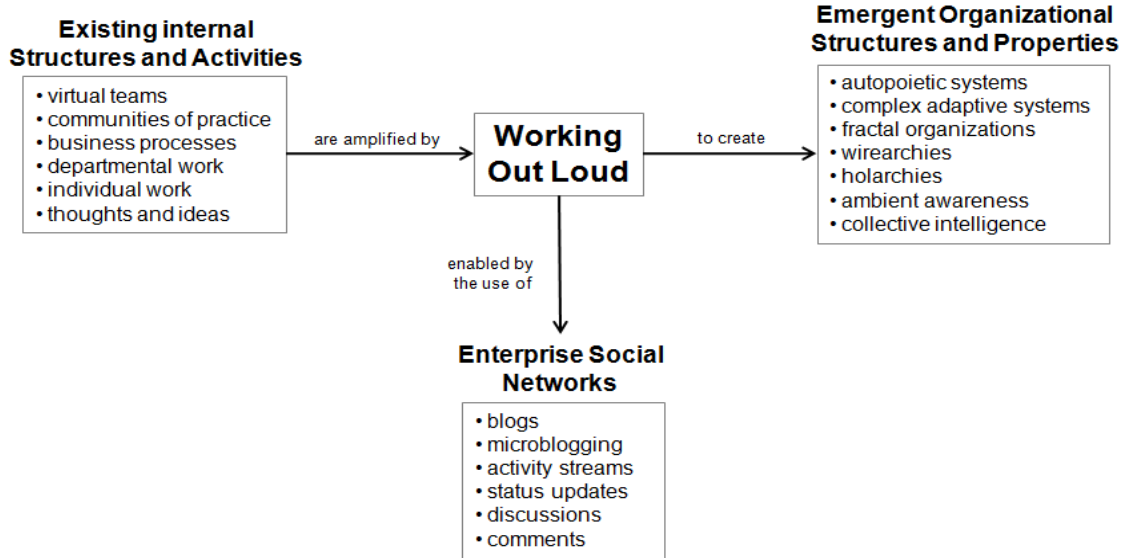 Existing internal
Structures and Activities
• virtual teams
• communities of practice
• business processes
• departmental work
• individual work
• thoughts and ideas
are amplified by
Working
Out Loud
to create
Emergent Organizational
Structures and Properties
• autopoietic systems
• complex adaptive systems
• fractal organizations
• wirearchies
• holarchies
• ambient awareness
• collective intelligence
enabled by
the use of
Enterprise Social
Networks
• blogs
• microblogging
• activity streams
• status updates
• discussions
• comments